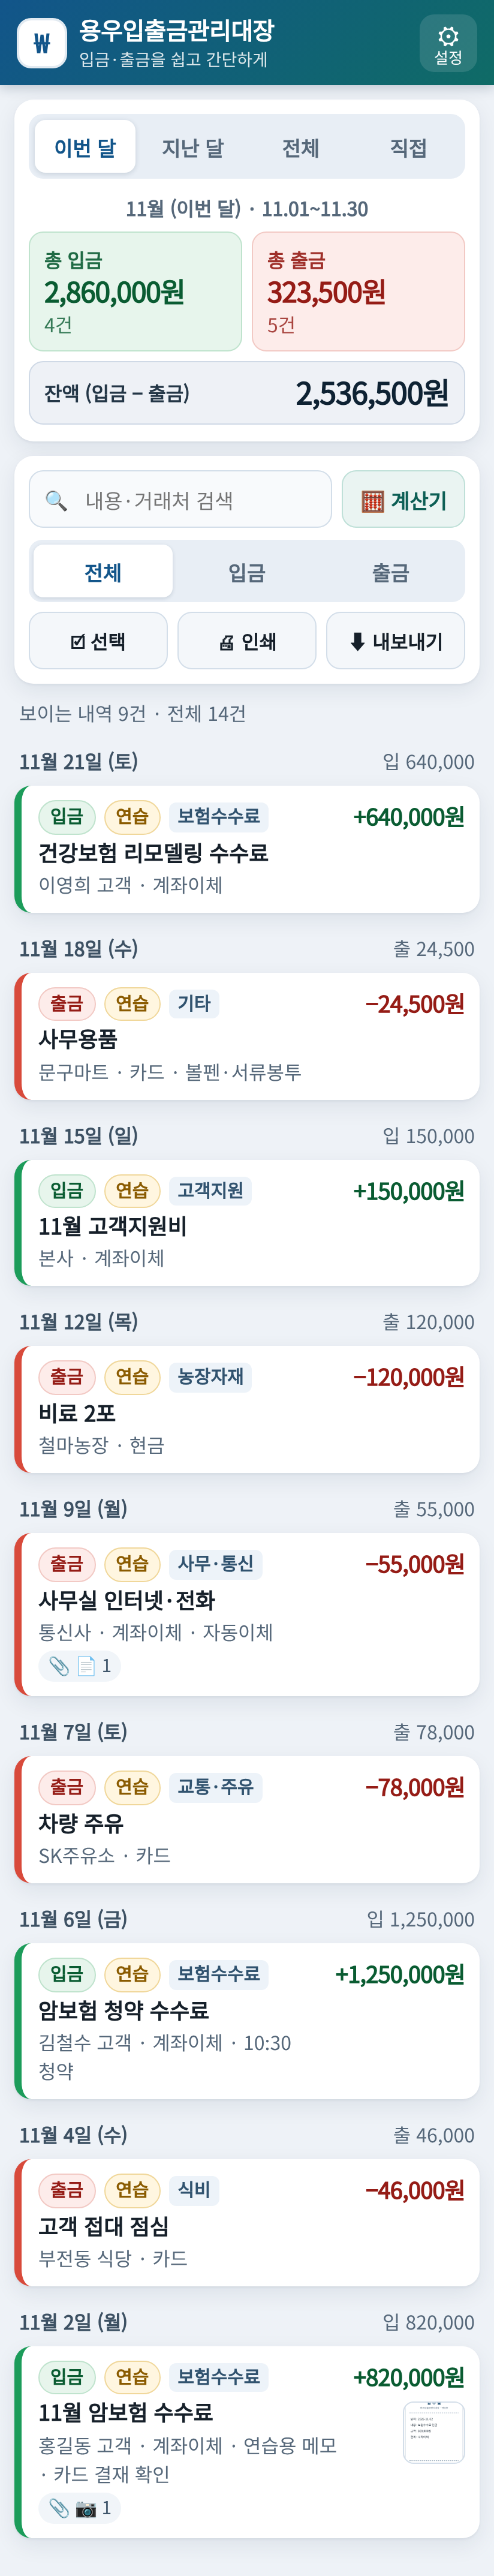 ₩
용우입출금관리대장
입금·출금을 쉽고 간단하게
설정
이번 달 지난 달 전체 직접
11월 (이번 달) · 11.01~11.30
총 입금
2,860,000원
4건
총 출금
323,500원
5건
잔액 (입금 − 출금) 2,536,500원
내용·거래처 검색
계산기
전체 입금 출금
선택 인쇄 내보내기
보이는 내역 9건 · 전체 14건
11월 21일 (토) 입 640,000
입금 연습 보험수수료 +640,000원
건강보험 리모델링 수수료
이영희 고객 · 계좌이체
11월 18일 (수) 출 24,500
출금 연습 기타 −24,500원
사무용품
문구마트 · 카드 · 볼펜·서류봉투
11월 15일 (일) 입 150,000
입금 연습 고객지원 +150,000원
11월 고객지원비
본사 · 계좌이체
11월 12일 (목) 출 120,000
출금 연습 농장자재 −120,000원
비료 2포
철마농장 · 현금
11월 9일 (월) 출 55,000
출금 연습 사무·통신 −55,000원
사무실 인터넷·전화
통신사 · 계좌이체 · 자동이체
1
11월 7일 (토) 출 78,000
출금 연습 교통·주유 −78,000원
차량 주유
SK주유소 · 카드
11월 6일 (금) 입 1,250,000
입금 연습 보험수수료 +1,250,000원
암보험 청약 수수료
김철수 고객 · 계좌이체 · 10:30
청약
11월 4일 (수) 출 46,000
출금 연습 식비 −46,000원
고객 접대 점심
부전동 식당 · 카드
11월 2일 (월) 입 820,000
입금 연습 보험수수료 +820,000원
11월 암보험 수수료
홍길동 고객 · 계좌이체 · 연습용 메모
· 카드 결재 확인
1